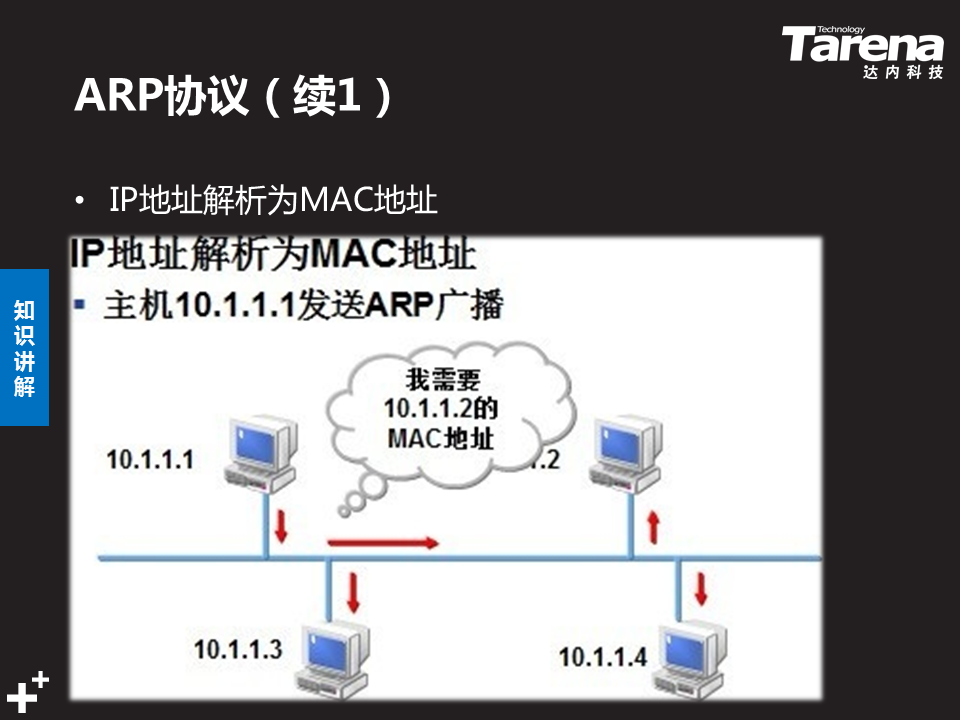 Technology
Tarena
达内科技
ARP协议（续1）
• IP地址解析为MAC地址
IP地址解析为MAC地址
主机10.1.1.1发送ARP广播
知识讲解
我需要
10.1.1.2的
MAC地址
10.1.1.1
.2
10.1.1.3
10.1.1.4